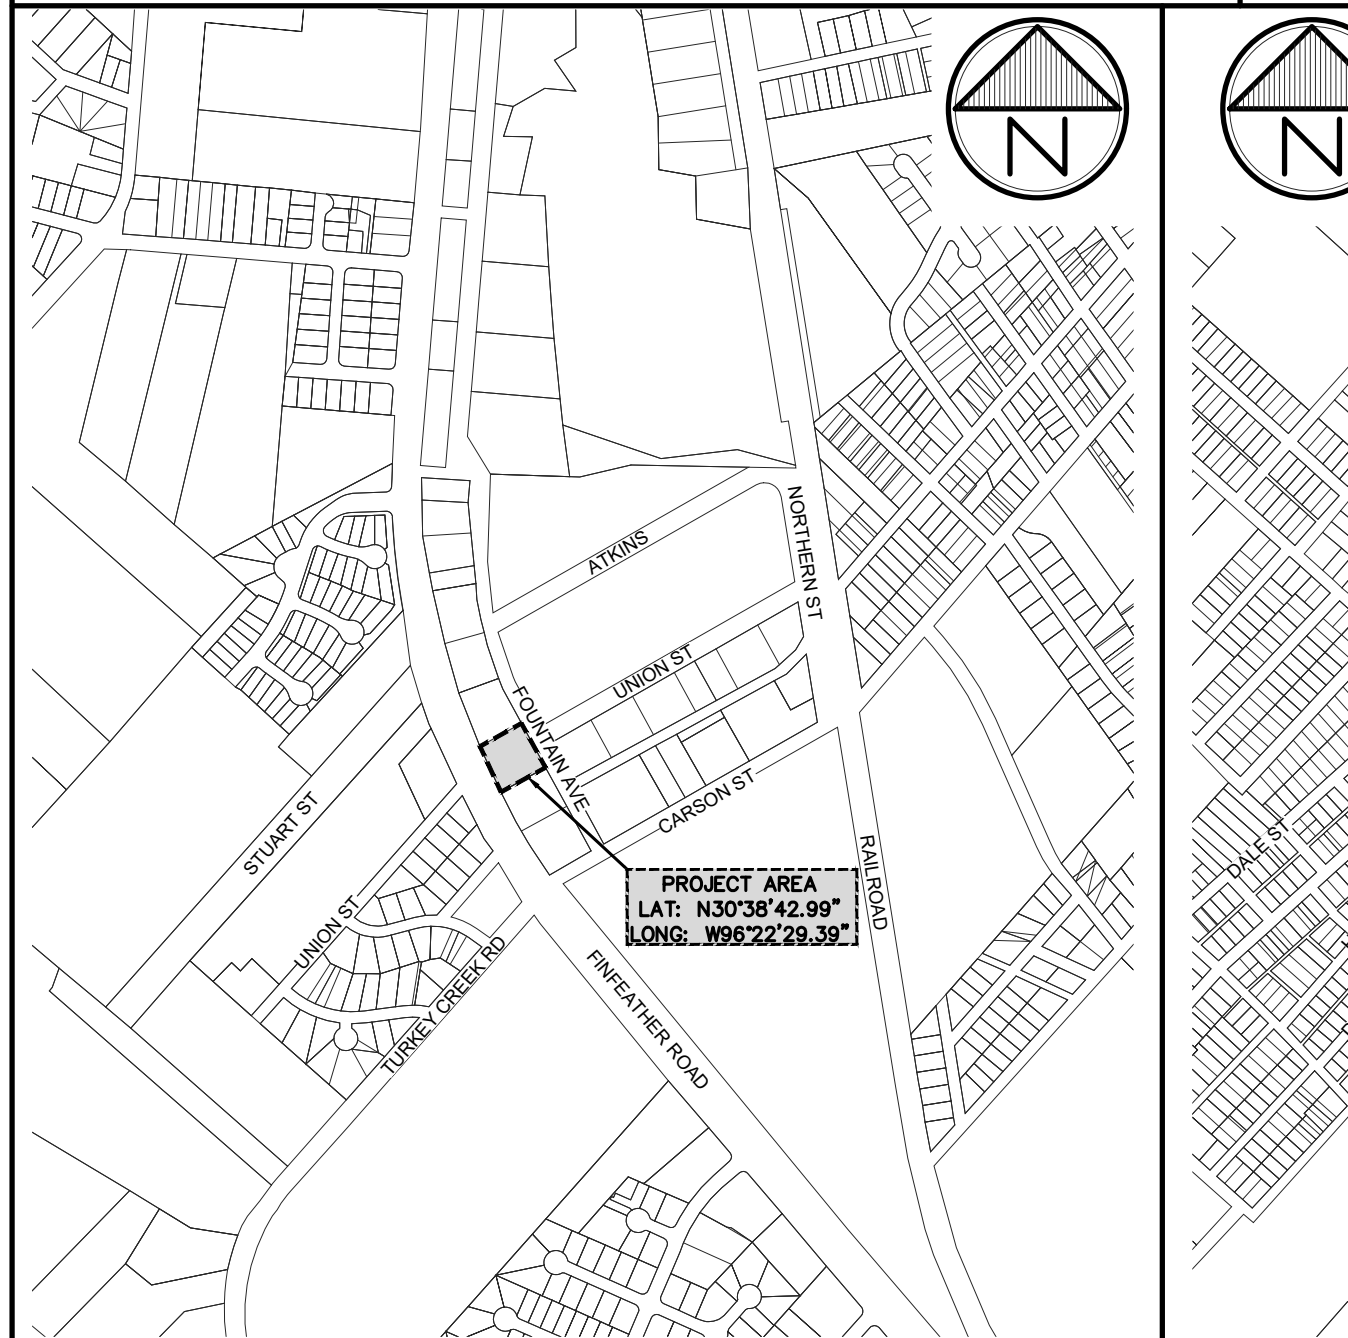 N
N
NORTHERN ST
ATKINS
UNION ST
FOUNTAIN AVE
CARSON ST
STUART ST
RAILROAD
DALE ST
PROJECT AREA
LAT: N30°38'42.99"
LONG: W96°22'29.39"
UNION ST
TURKEY CREEK RD
FINFEATHER ROAD